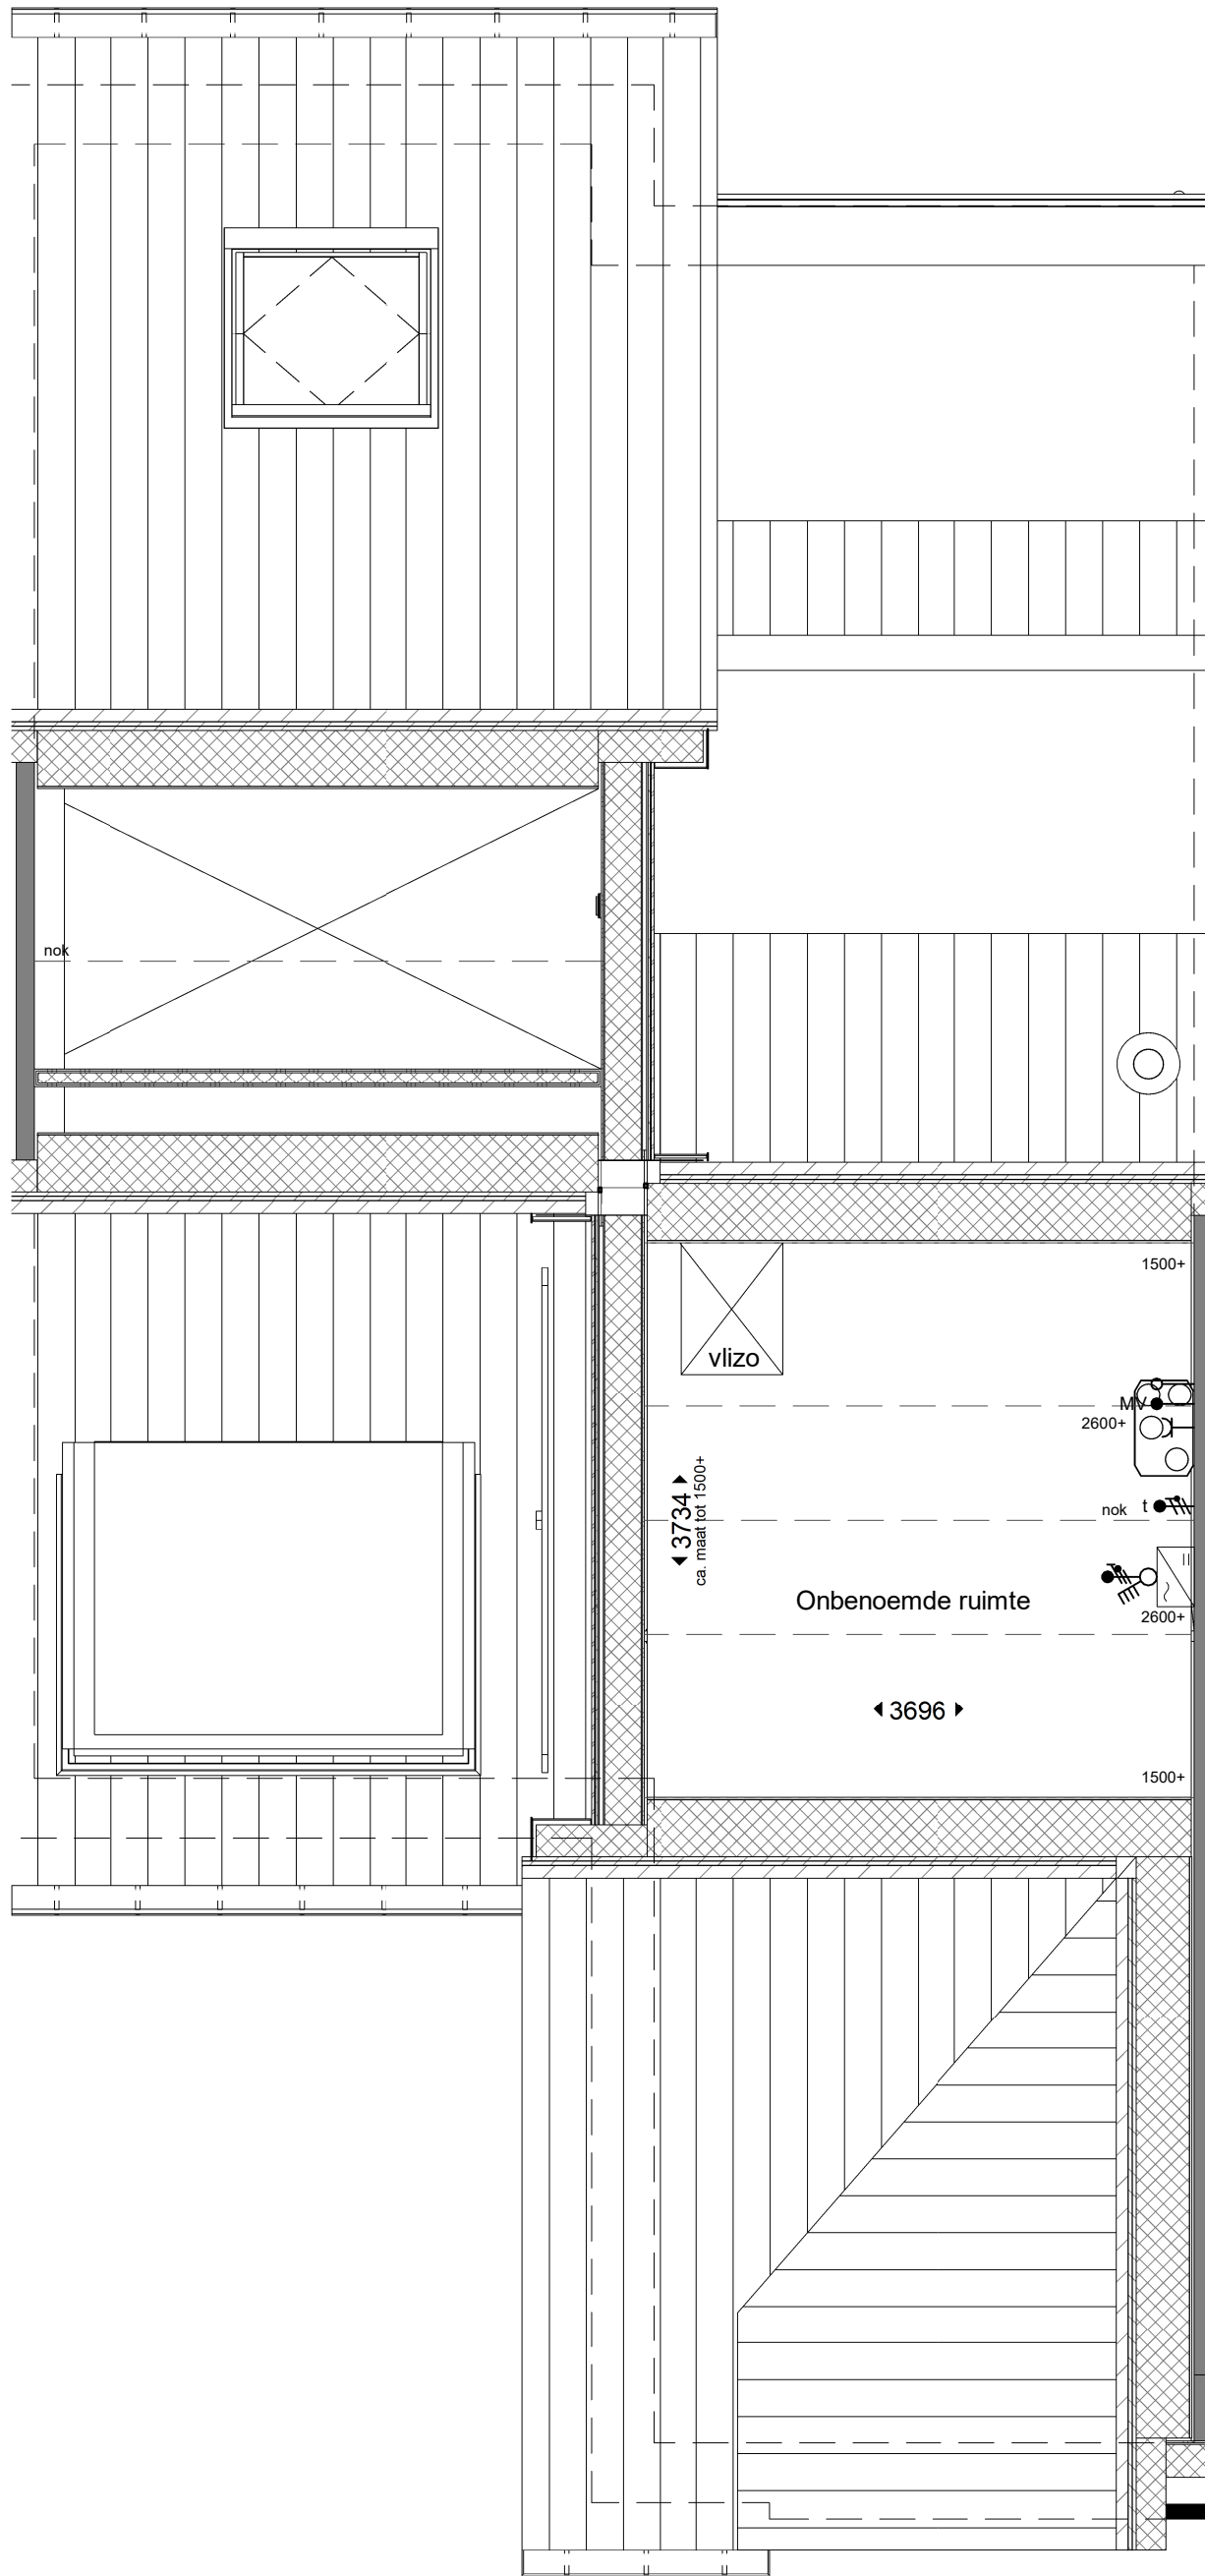 nok
1500+
vlizo
MV
2600+
3734
ca. maat tot 1500+
nok
t
Onbenoemde ruimte
2600+
3696
1500+